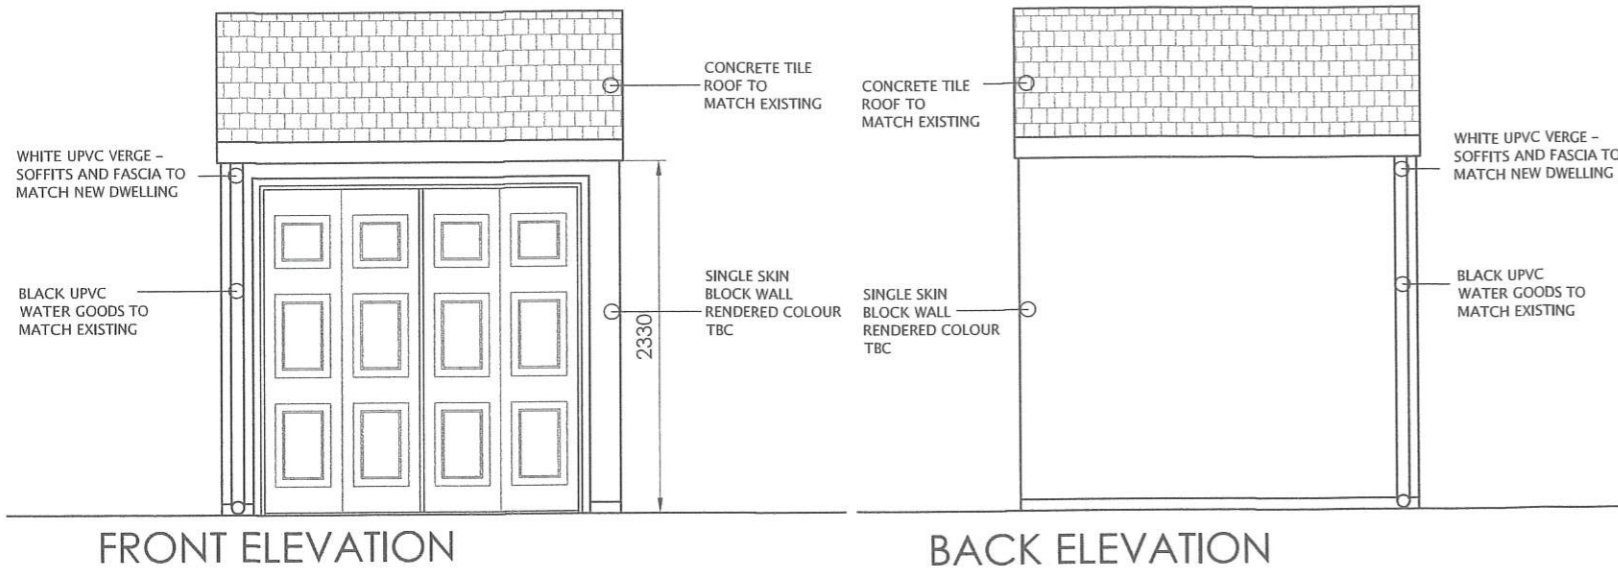 CONCRETE TILE
ROOF TO
MATCH EXISTING
WHITE UPVC VERGE –
SOFFITS AND FASCIA TO
MATCH NEW DWELLING
BLACK UPVC
WATER GOODS TO
MATCH EXISTING
SINGLE SKIN
BLOCK WALL
RENDERED COLOUR
TBC
2330
FRONT ELEVATION
CONCRETE TILE
ROOF TO
MATCH EXISTING
WHITE UPVC VERGE –
SOFFITS AND FASCIA TO
MATCH NEW DWELLING
SINGLE SKIN
BLOCK WALL
RENDERED COLOUR
TBC
BLACK UPVC
WATER GOODS TO
MATCH EXISTING
BACK ELEVATION